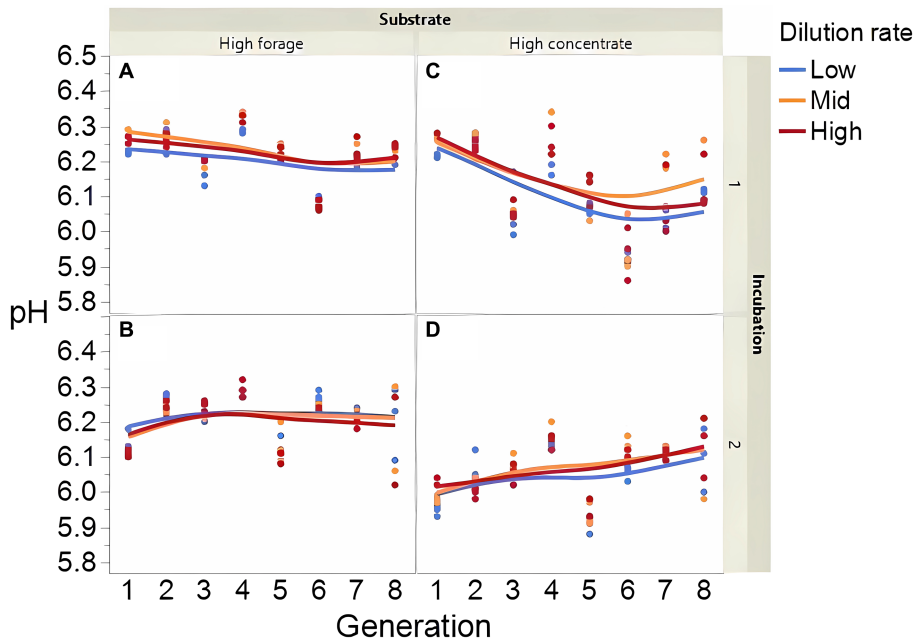 Substrate
High forage
High concentrate
Dilution rate
Low
Mid
High
A
C
6.5
6.4
6.3
6.2
6.1
6.0
5.9
5.8
1
pH
Incubation
B
D
6.4
6.3
6.2
6.1
6.0
5.9
5.8
2
1 2 3 4 5 6 7 8 1 2 3 4 5 6 7 8
Generation